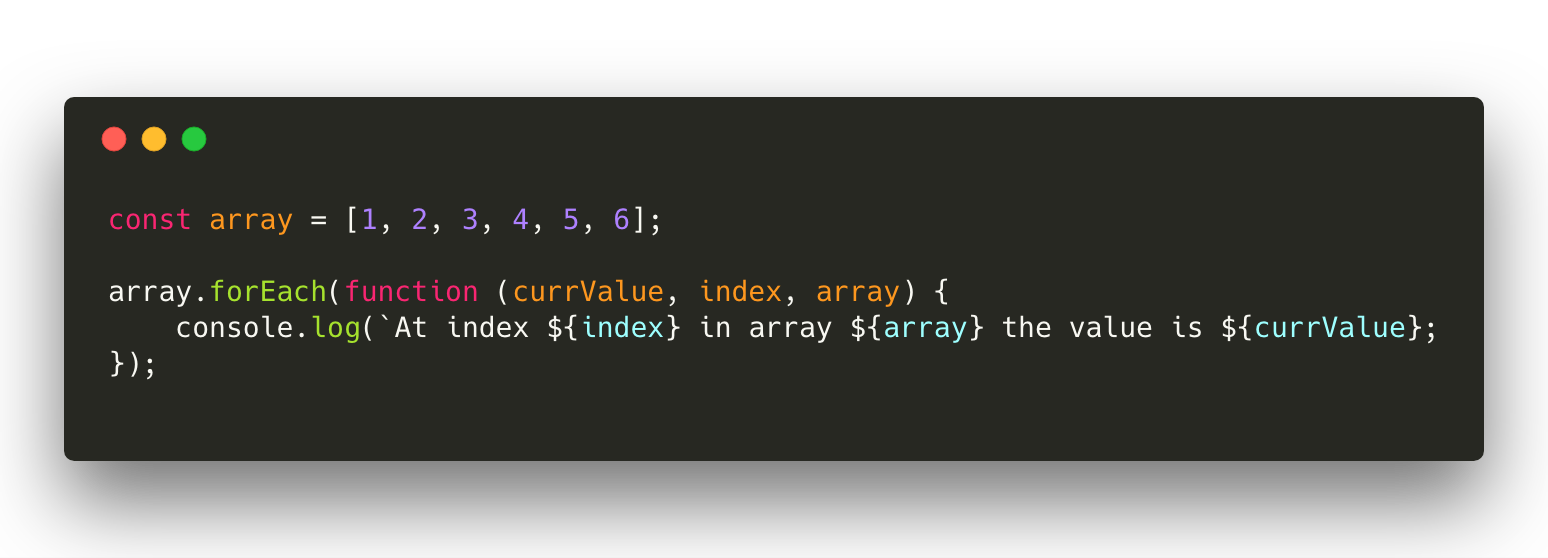 const array = [1, 2, 3, 4, 5, 6];
array.forEach(function (currValue, index, array) {
    console.log(`At index ${index} in array ${array} the value is ${currValue};
});